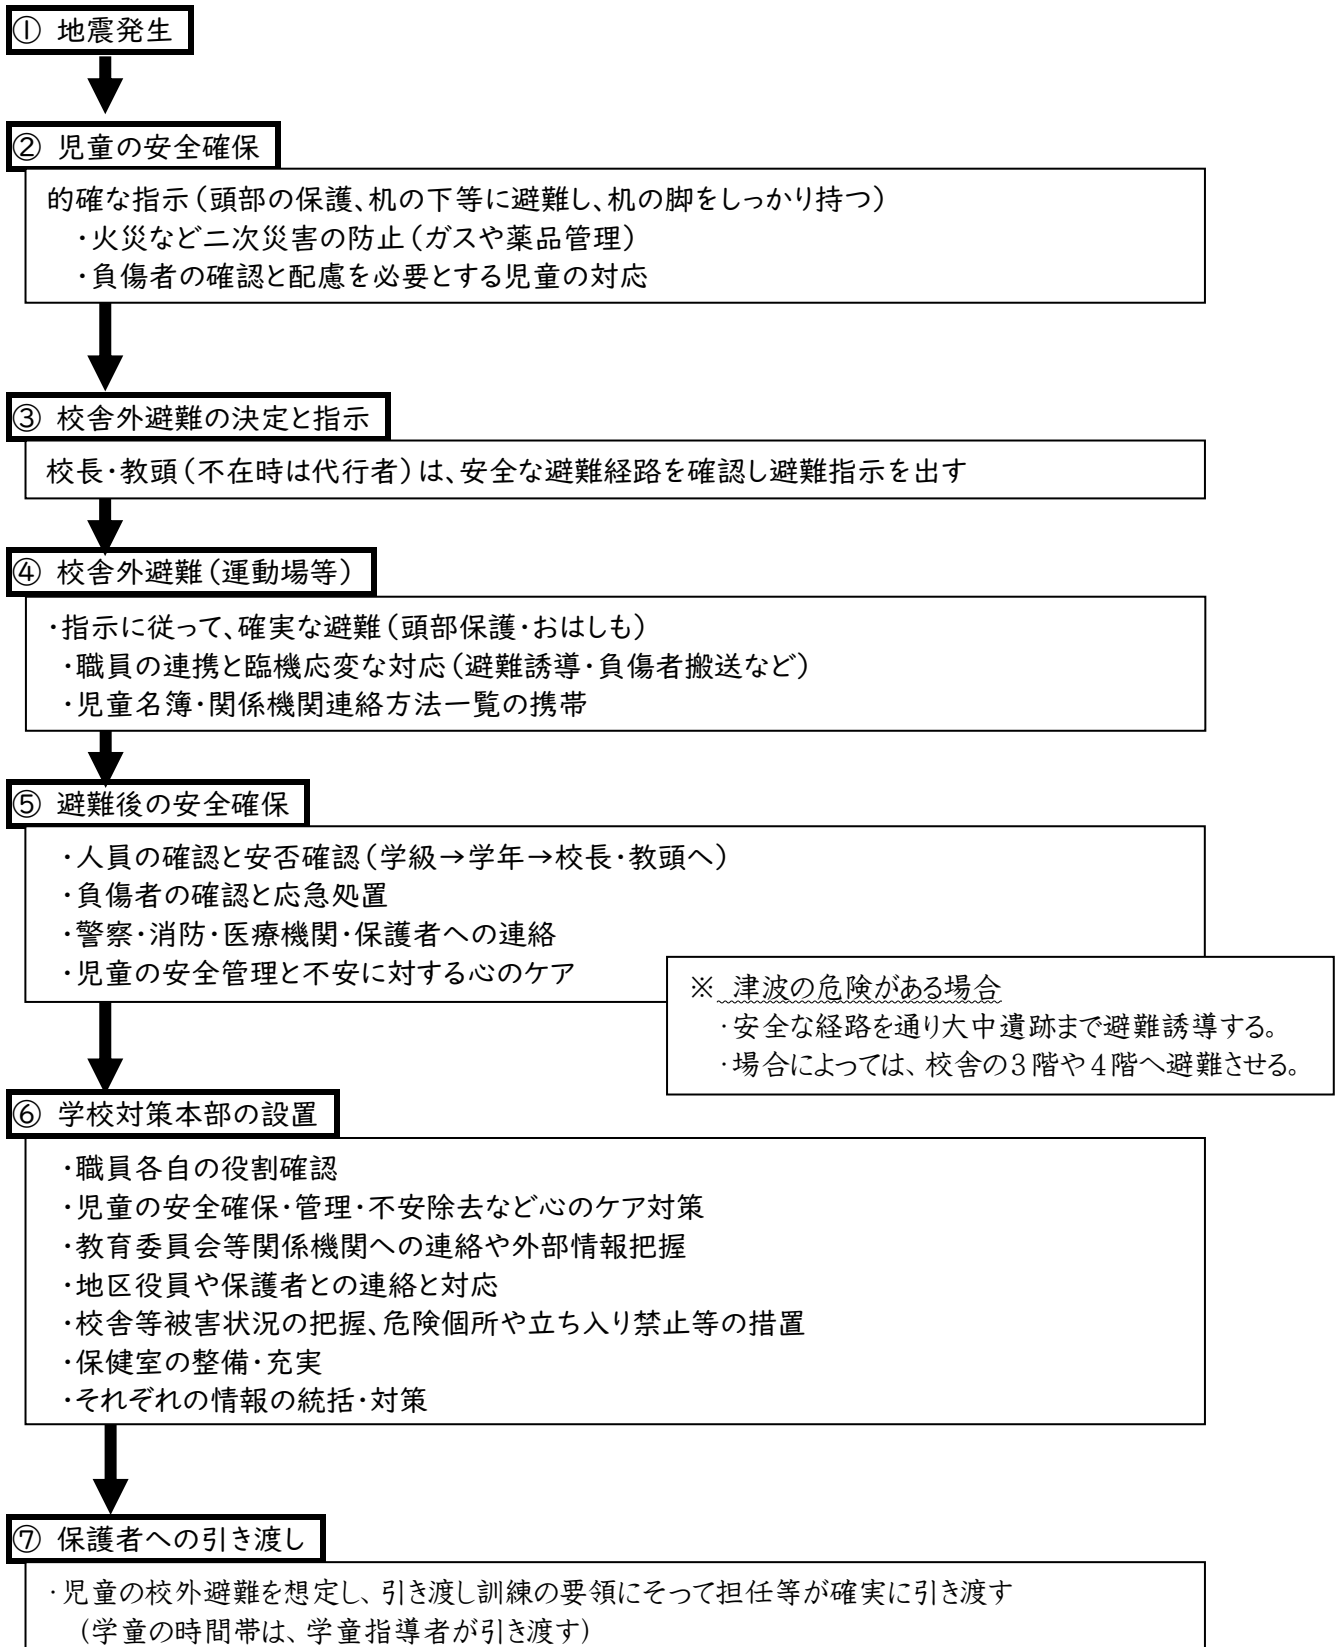 ① 地震発生
② 児童の安全確保
的確な指示(頭部の保護、机の下等に避難し、机の脚をしっかり持つ)
・火災など二次災害の防止(ガスや薬品管理)
・負傷者の確認と配慮を必要とする児童の対応
③ 校舎外避難の決定と指示
校長・教頭(不在時は代行者)は、安全な避難経路を確認し避難指示を出す
④ 校舎外避難(運動場等)
・指示に従って、確実な避難(頭部保護・おはしも)
・職員の連携と臨機応変な対応(避難誘導・負傷者搬送など)
・児童名簿・関係機関連絡方法一覧の携帯
⑤ 避難後の安全確保
・人員の確認と安否確認(学級→学年→校長・教頭へ)
・負傷者の確認と応急処置
・警察・消防・医療機関・保護者への連絡
・児童の安全管理と不安に対する心のケア
※ 津波の危険がある場合
・安全な経路を通り大中遺跡まで避難誘導する。
・場合によっては、校舎の3階や4階へ避難させる。
⑥ 学校対策本部の設置
・職員各自の役割確認
・児童の安全確保・管理・不安除去など心のケア対策
・教育委員会等関係機関への連絡や外部情報把握
・地区役員や保護者との連絡と対応
・校舎等被害状況の把握、危険個所や立ち入り禁止等の措置
・保健室の整備・充実
・それぞれの情報の統括・対策
⑦ 保護者への引き渡し
・児童の校外避難を想定し、引き渡し訓練の要領にそって担任等が確実に引き渡す
(学童の時間帯は、学童指導者が引き渡す)